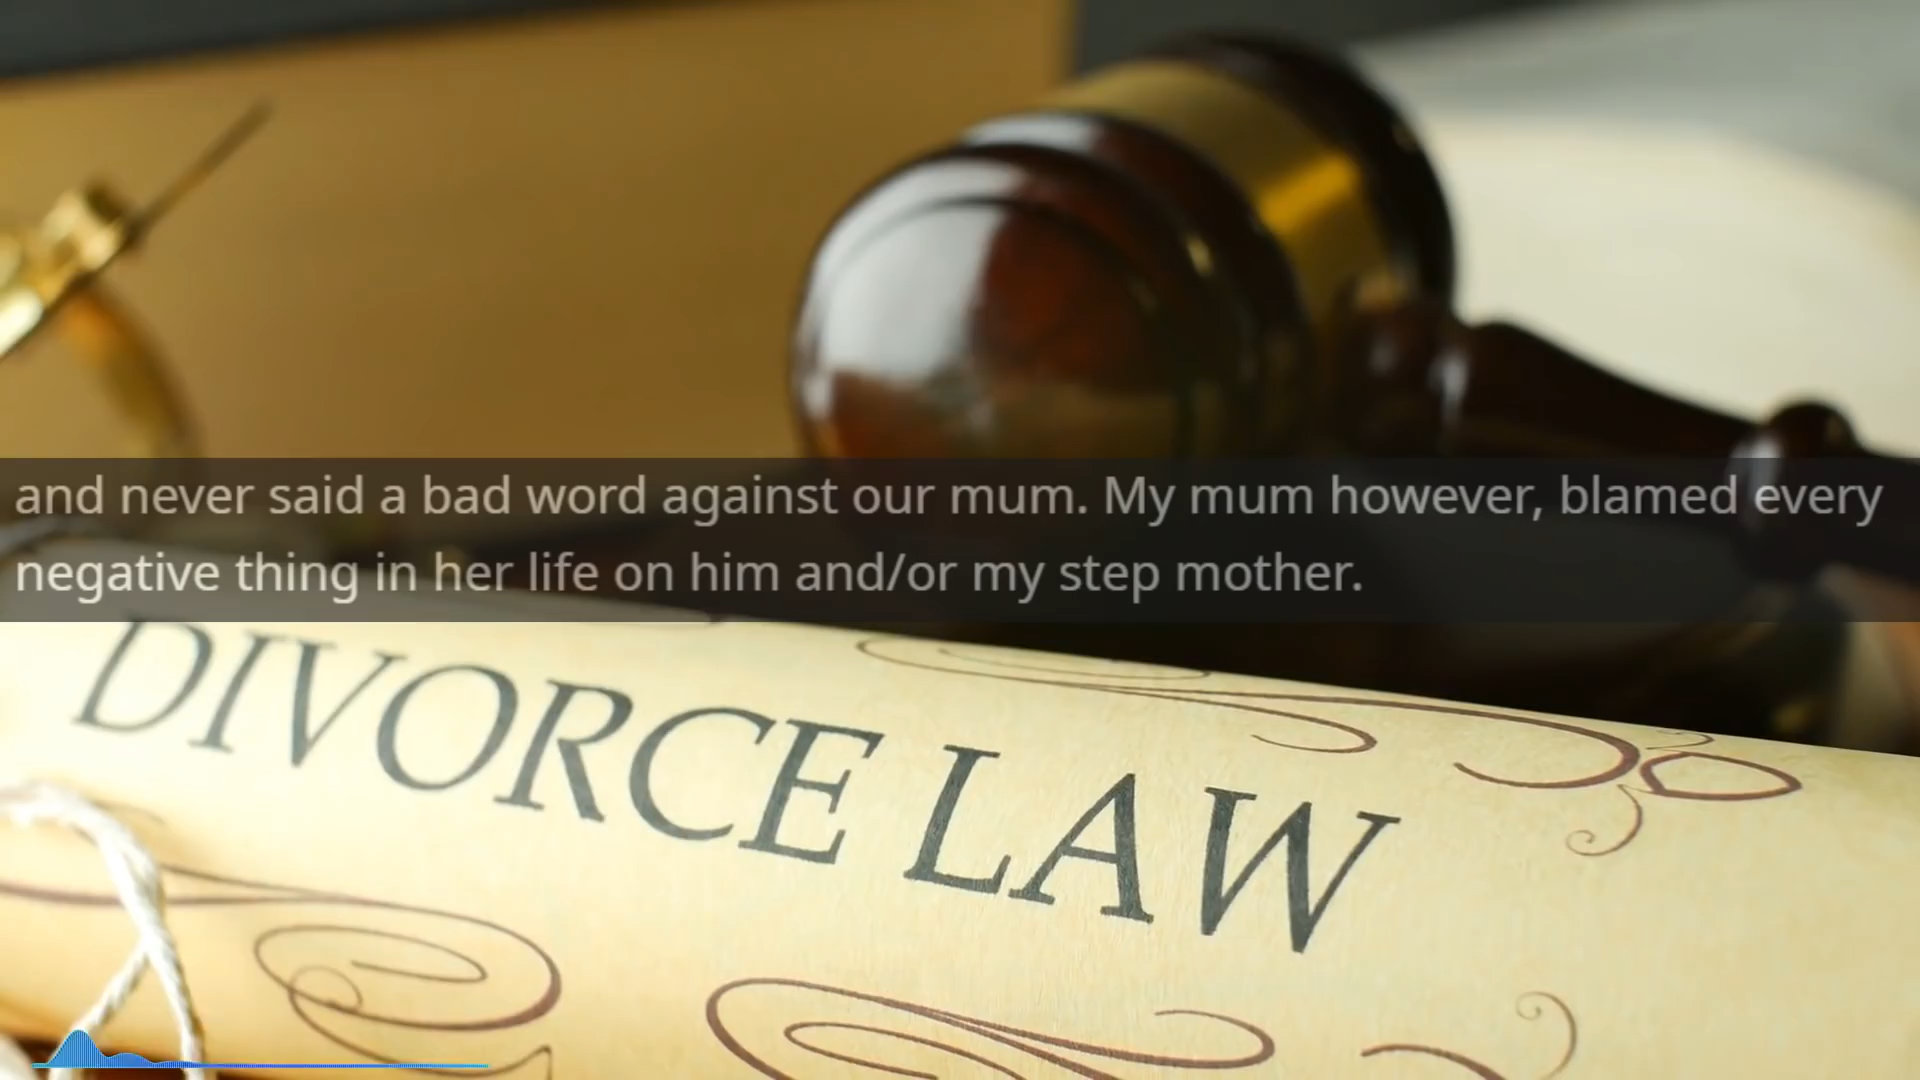 and never said a bad word against our mum. My mum however, blamed every
negative thing in her life on him and/or my step mother.
DIVORCE LAW